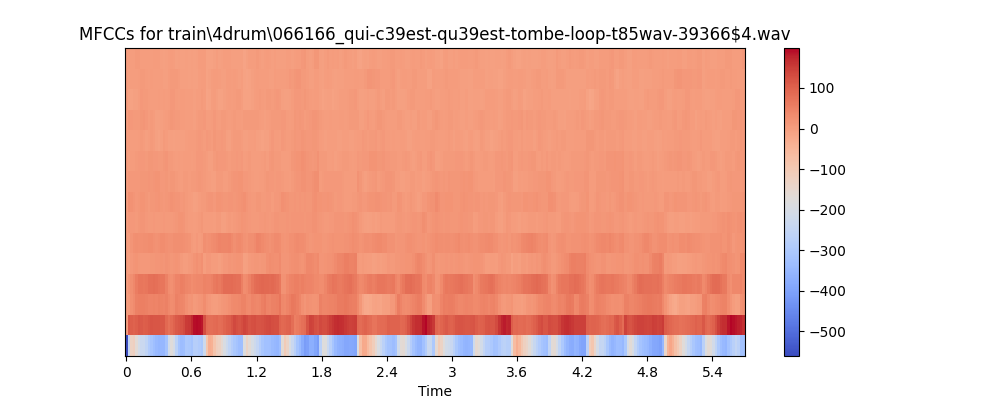 MFCCs for train\4drum\066166_qui-c39est-qu39est-tombe-loop-t85wav-39366$4.wav
100
0
−100
−200
−300
−400
−500
0 0.6 1.2 1.8 2.4 3 3.6 4.2 4.8 5.4
Time